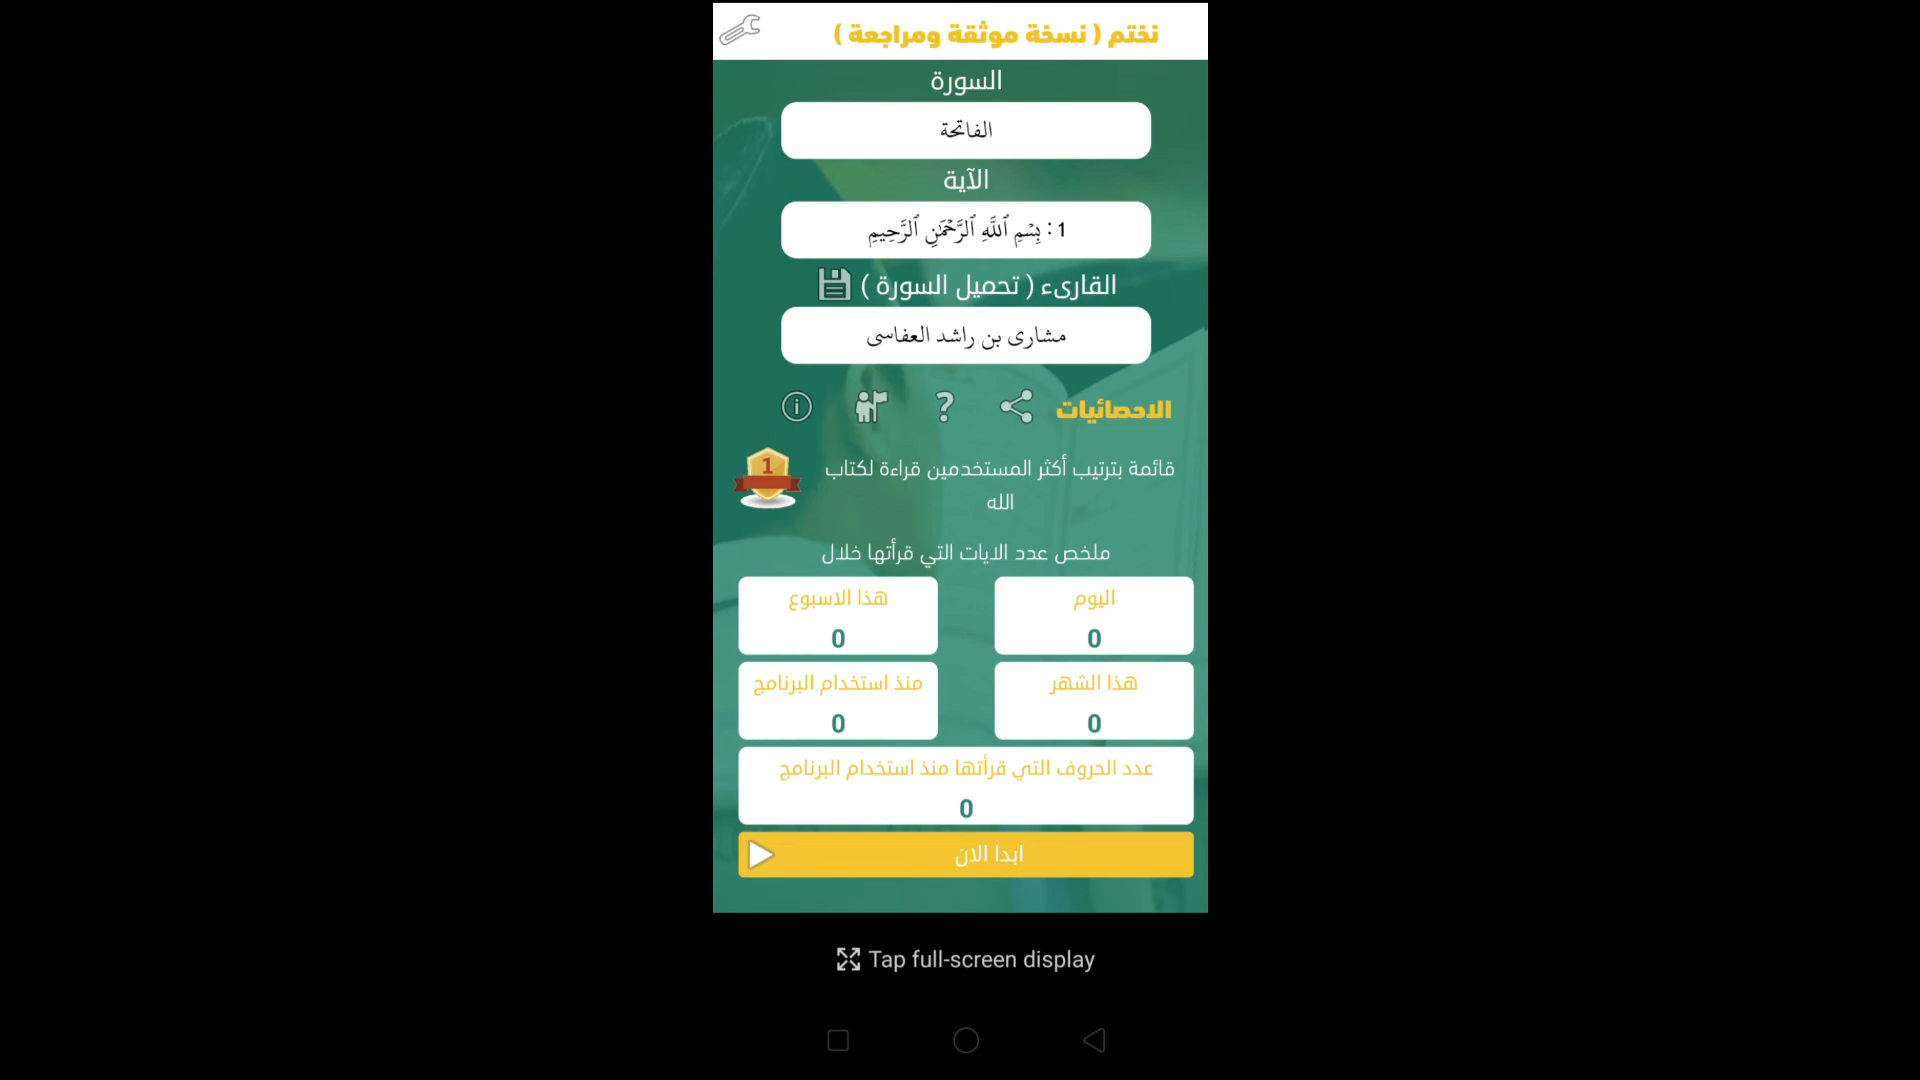 نختم ( نسخة موثقة ومراجعة )
السورة
الفاتحة
الآية
1 : بِسْمِ ٱللَّهِ ٱلرَّحْمَٰنِ ٱلرَّحِيمِ
القارىء ( تحميل السورة )
مشارى بن راشد العفاسى
الاحصائيات
1
قائمة بترتيب أكثر المستخدمين قراءة لكتاب
الله
ملخص عدد الايات التي قرأتها خلال
اليوم
0
هذا الاسبوع
0
هذا الشهر
0
منذ استخدام البرنامج
0
عدد الحروف التي قرأتها منذ استخدام البرنامج
0
ابدا الان
Tap full-screen display